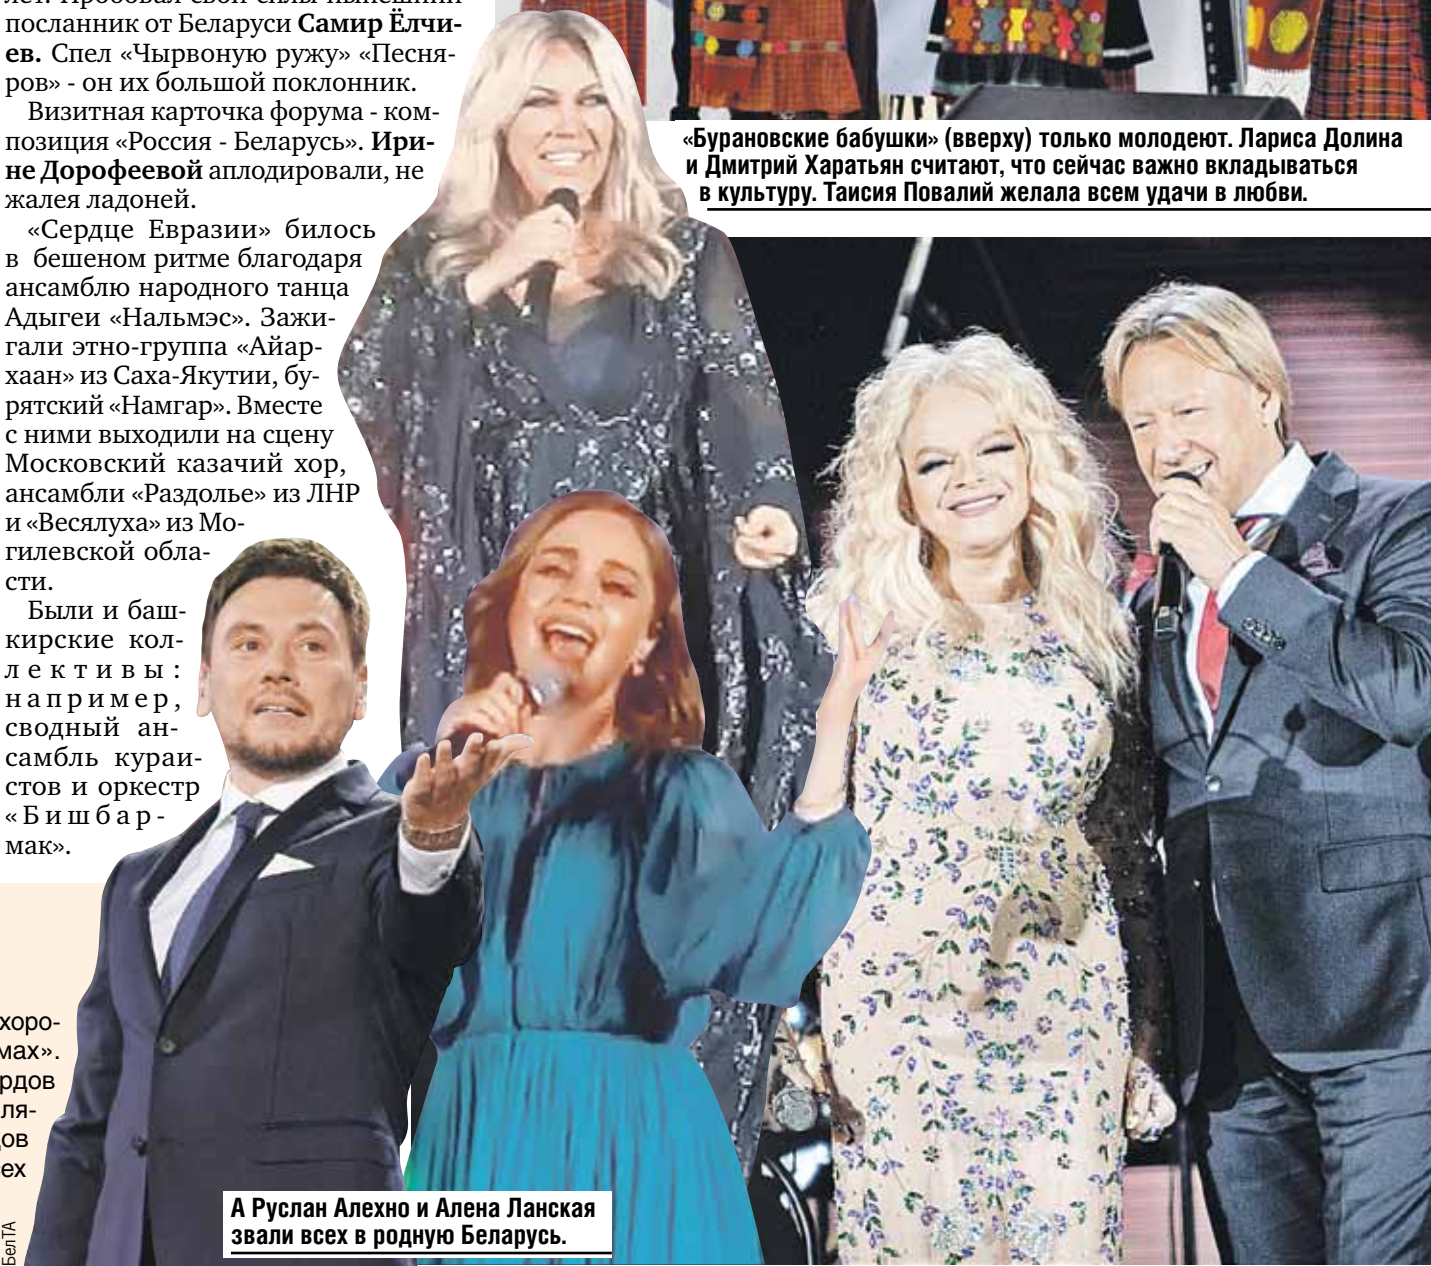 посланник от Беларуси Самир Ёлчи-
ев. Спел «Чырвоную ружу» «Песня-
ров» - он их большой поклонник.
Визитная карточка форума - ком-
позиция «Россия - Беларусь». Ири-
не Дорофеевой аплодировали, не
жалея ладоней.
«Сердце Евразии» билось
в бешеном ритме благодаря
ансамблю народного танца
Адыгеи «Нальмэс». Зажи-
гали этно-группа «Айар-
хаан» из Саха-Якутии, бу-
рятский «Намгар». Вместе
с ними выходили на сцену
Московский казачий хор,
ансамбли «Раздолье» из ЛНР
и «Весялуха» из Мо-
гилевской обла-
сти.
Были и баш-
кирские кол-
лективы:
например,
сводный ан-
самбль кураи-
стов и оркестр
«Бишбар-
мак».
«Бурановские бабушки» (вверху) только молодеют. Лариса Долина
и Дмитрий Харатьян считают, что сейчас важно вкладываться
в культуру. Таисия Повалий желала всем удачи в любви.
хоро-
мах».
рдов
ля-
ов
ех
БелТА
А Руслан Алехно и Алена Ланская
звали всех в родную Беларусь.